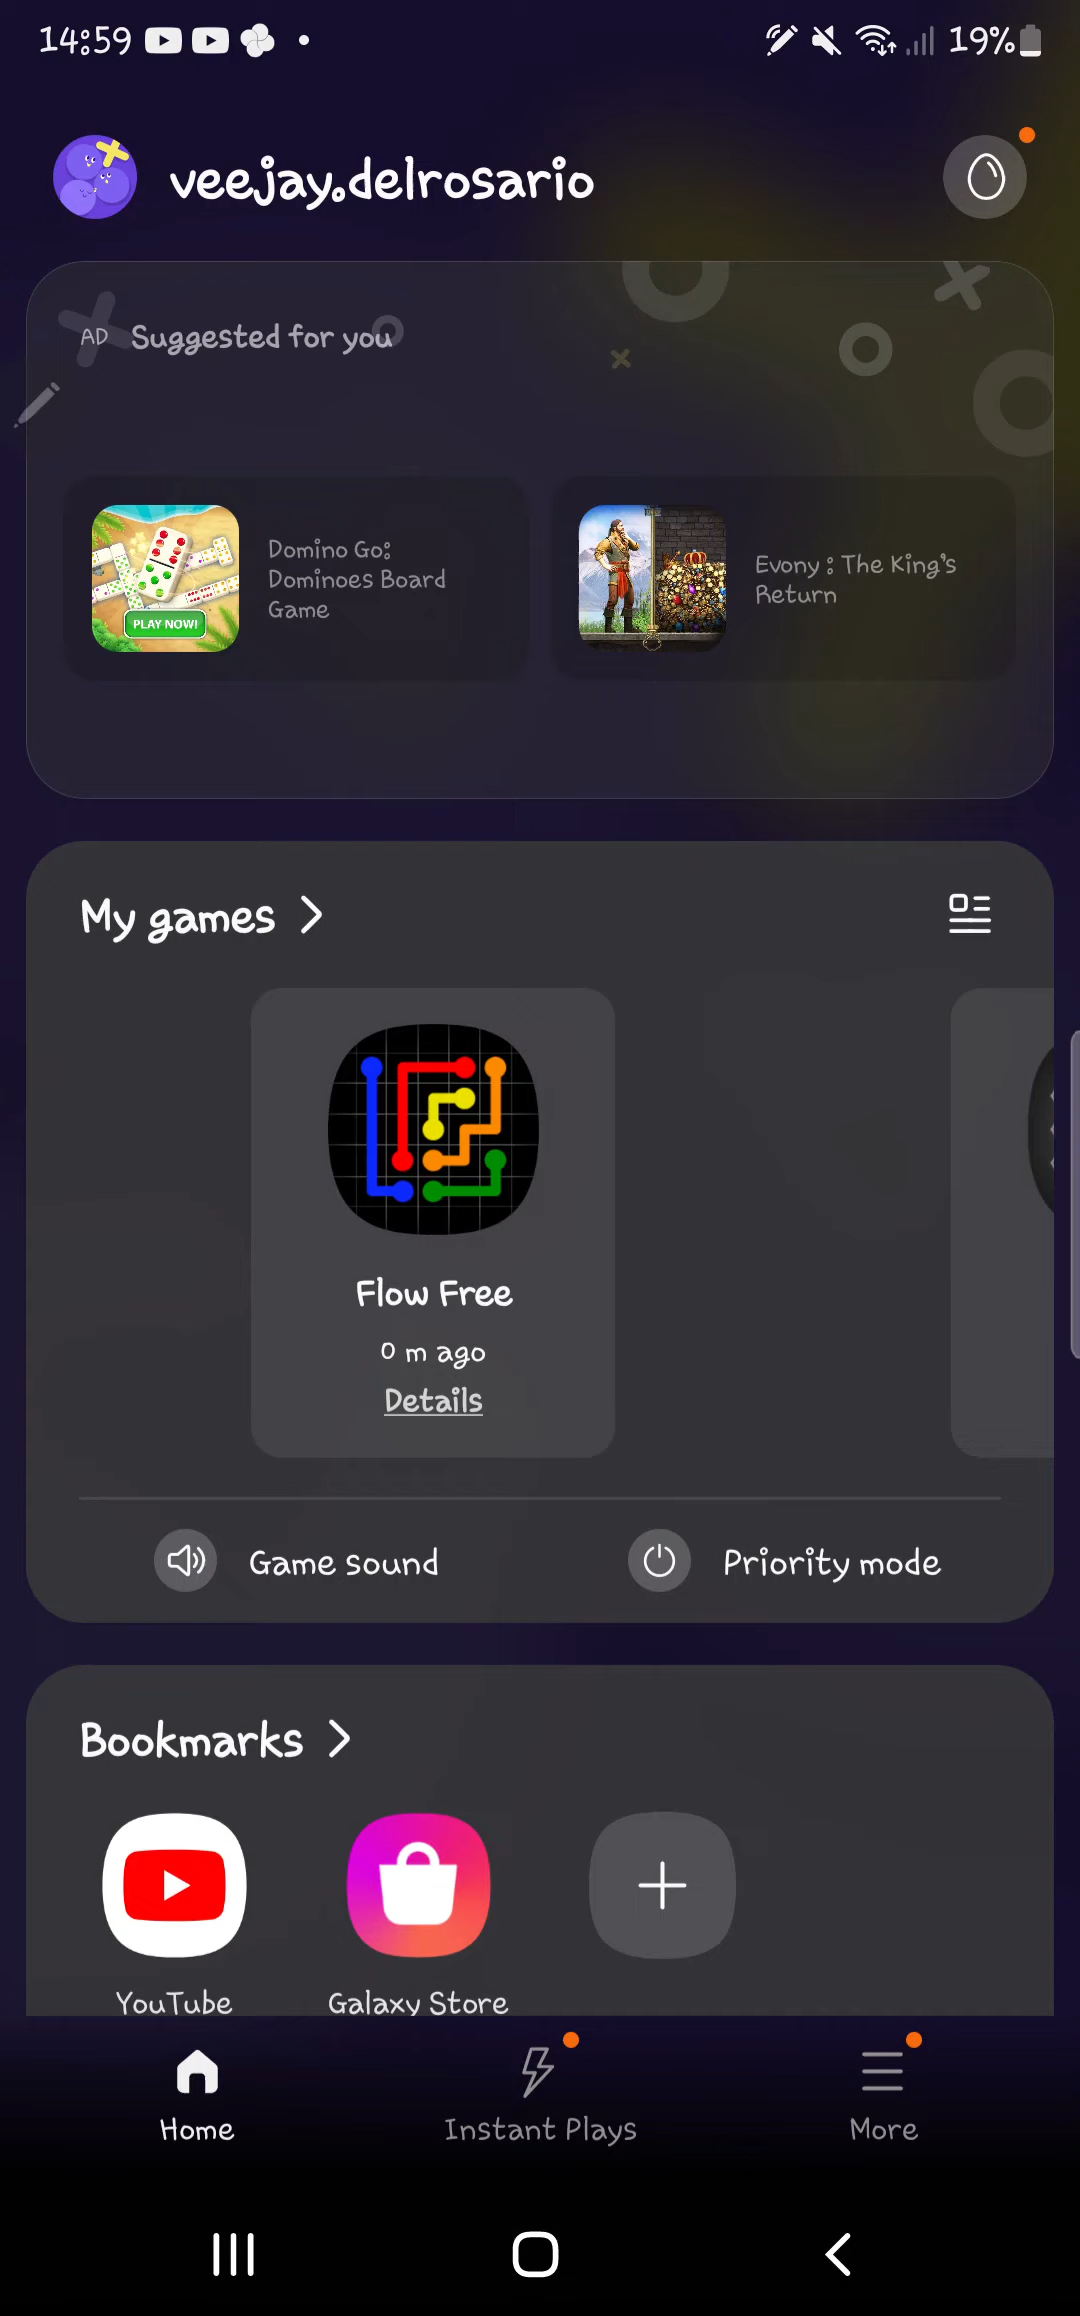 14:59
19%
veejay.delrosario
AD Suggested for you
PLAY NOW!
Domino Go:
Dominoes Board
Game
Evony : The King's
Return
My games
Flow Free
0 m ago
Details
Game sound
Priority mode
Bookmarks
YouTube
Galaxy Store
Home
Instant Plays
More